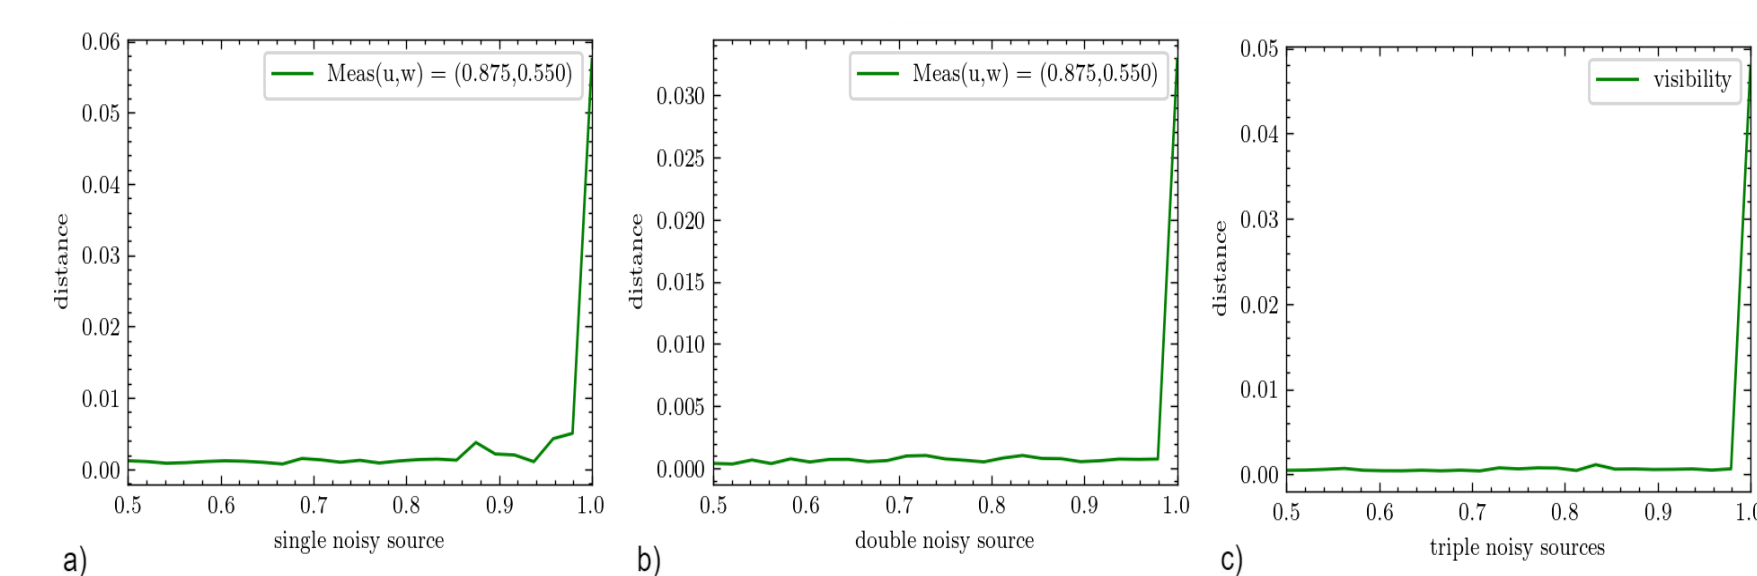 0.06
0.05
0.04
0.03
0.02
0.01
0.00
distance
Meas(u,w) = (0.875,0.550)
0.5 0.6 0.7 0.8 0.9 1.0
single noisy source
a)
0.030
0.025
0.020
0.015
0.010
0.005
0.000
distance
Meas(u,w) = (0.875,0.550)
0.5 0.6 0.7 0.8 0.9 1.0
double noisy source
b)
0.05
0.04
0.03
0.02
0.01
0.00
distance
visibility
0.5 0.6 0.7 0.8 0.9 1.0
triple noisy sources
c)